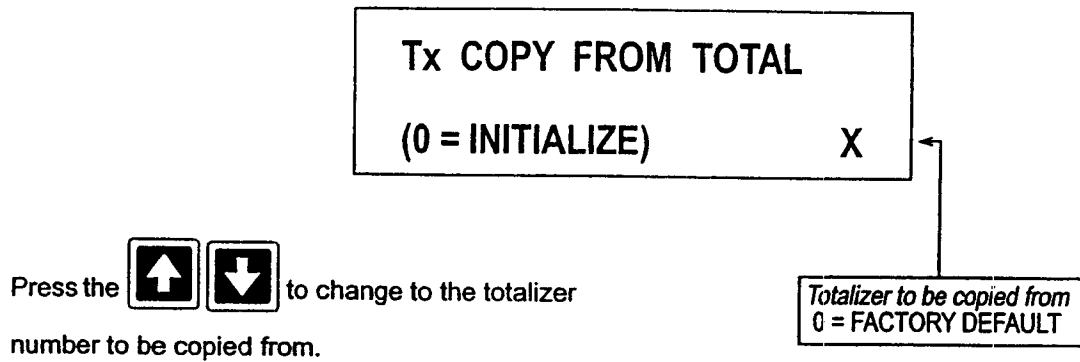 Tx COPY FROM TOTAL
(0 = INITIALIZE) X
Press the to change to the totalizer
number to be copied from.
Totalizer to be copied from
0 = FACTORY DEFAULT